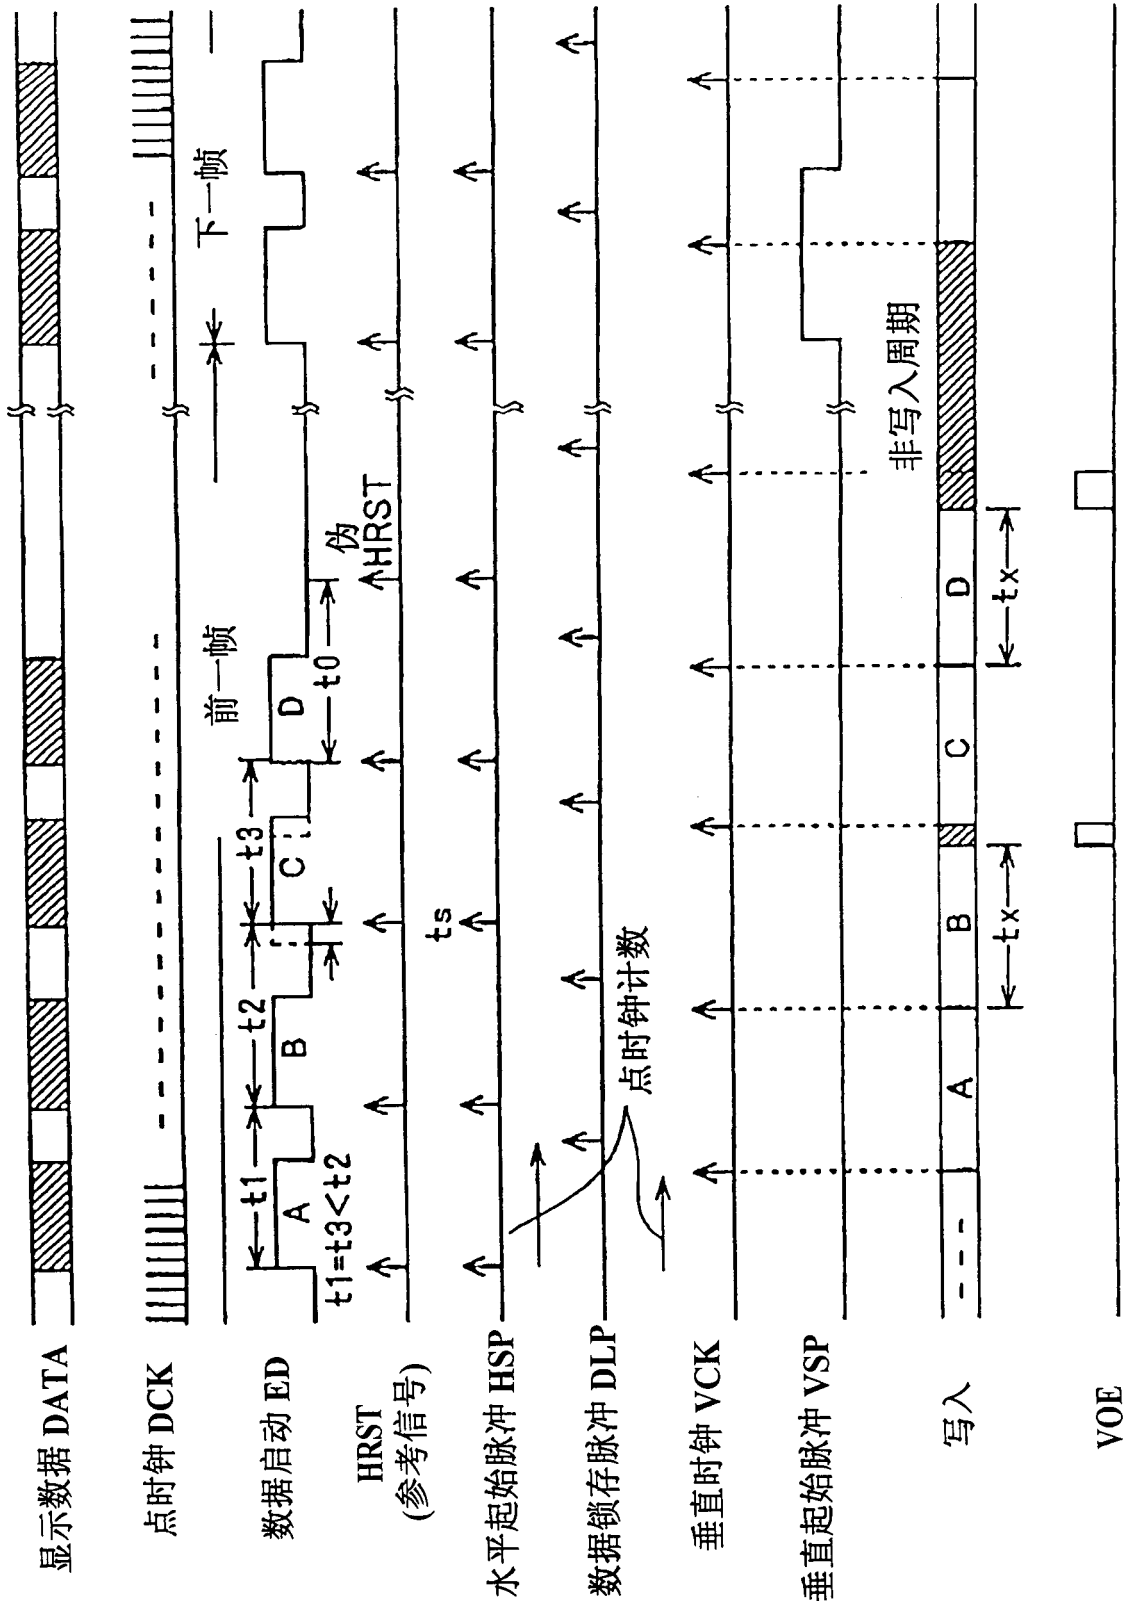 显示数据 DATA
点时钟 DCK
前一帧
下一帧
数据启动 ED
A
B
C
D
t1
t2
t3
t0
ts
t1=t3<t2
HRST
(参考信号)
伪
HRST
水平起始脉冲 HSP
数据锁存脉冲 DLP
点时钟计数
垂直时钟 VCK
垂直起始脉冲 VSP
写入
A
B
C
D
非写入周期
tx
tx
VOE